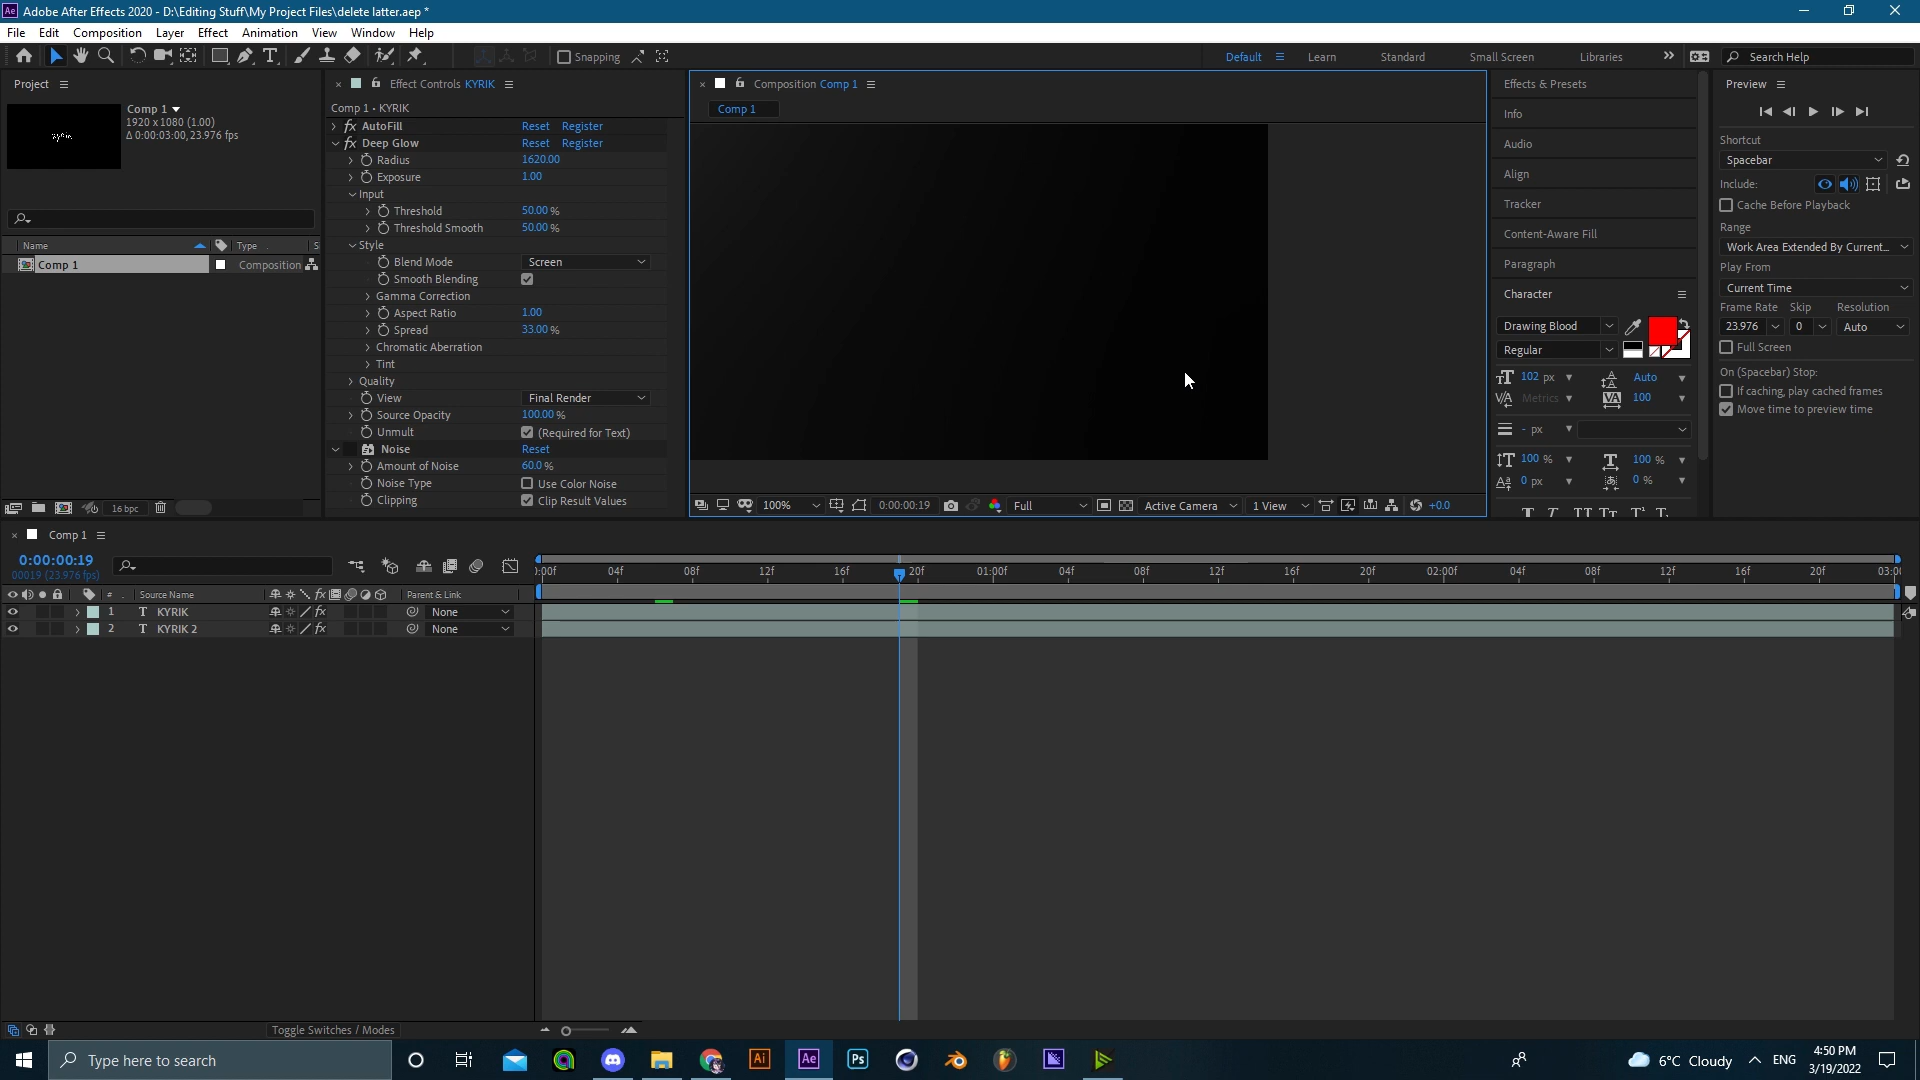 Adobe After Effects 2020 - D:\Editing Stuff\My Project Files\delete latter.aep *
File Edit Composition Layer Effect Animation View Window Help
Snapping
Default Learn Standard Small Screen Libraries Search Help
Project
Comp 1
1920 x 1080 (1.00)
Δ 0:00:03:00, 23.976 fps
Name Type S
Comp 1 Composition
16 bpc
Effect Controls KYRIK
Comp 1 • KYRIK
fx AutoFill Reset Register
fx Deep Glow Reset Register
Radius 1620.00
Exposure 1.00
Input
Threshold 50.00 %
Threshold Smooth 50.00 %
Style
Blend Mode Screen
Smooth Blending
Gamma Correction
Aspect Ratio 1.00
Spread 33.00 %
Chromatic Aberration
Tint
Quality
View Final Render
Source Opacity 100.00 %
Unmult (Required for Text)
Noise Reset
Amount of Noise 60.0 %
Noise Type Use Color Noise
Clipping Clip Result Values
Composition Comp 1
Comp 1
100% 0:00:00:19 Full Active Camera 1 View +0.0
Effects & Presets
Info
Audio
Align
Tracker
Content-Aware Fill
Paragraph
Character
Drawing Blood
Regular
102 px Auto
Metrics 100
- px
100 % 100 %
0 px 0 %
Preview
Shortcut
Spacebar
Include:
Cache Before Playback
Range
Work Area Extended By Current...
Play From
Current Time
Frame Rate Skip Resolution
23.976 0 Auto
Full Screen
On (Spacebar) Stop:
If caching, play cached frames
Move time to preview time
Comp 1
0:00:00:19
00019 (23.976 fps)
):00f 04f 08f 12f 16f 20f 01:00f 04f 08f 12f 16f 20f 02:00f 04f 08f 12f 16f 20f 03:0(
# Source Name Parent & Link
1 T KYRIK fx None
2 T KYRIK 2 fx None
Toggle Switches / Modes
Type here to search
Ai Ae Ps
6°C Cloudy ENG
4:50 PM
3/19/2022